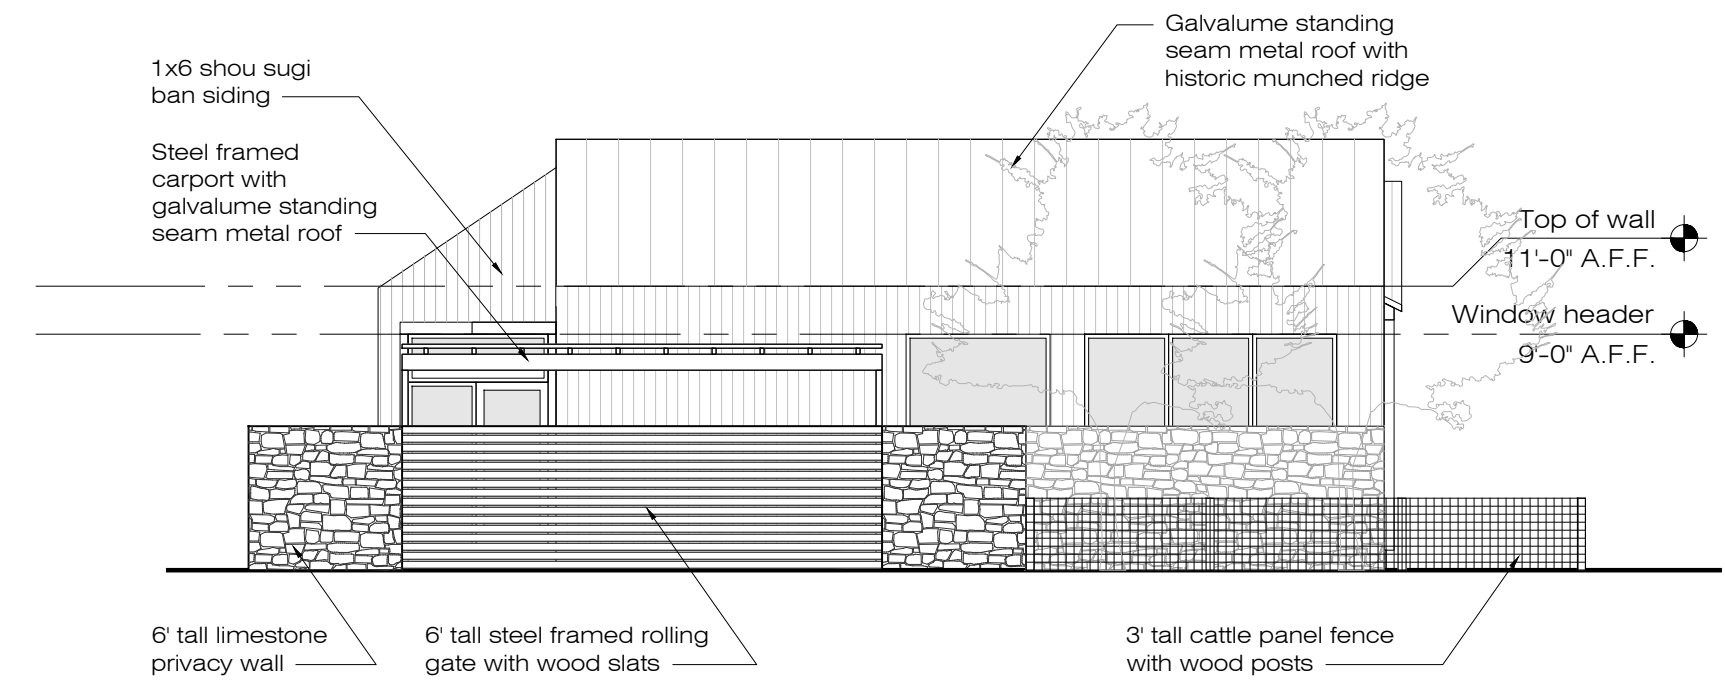 Galvalume standing
seam metal roof with
historic munched ridge
1x6 shou sugi
ban siding
Steel framed
carport with
galvalume standing
seam metal roof
Top of wall
11'-0" A.F.F.
Window header
9'-0" A.F.F.
6' tall limestone
privacy wall
6' tall steel framed rolling
gate with wood slats
3' tall cattle panel fence
with wood posts